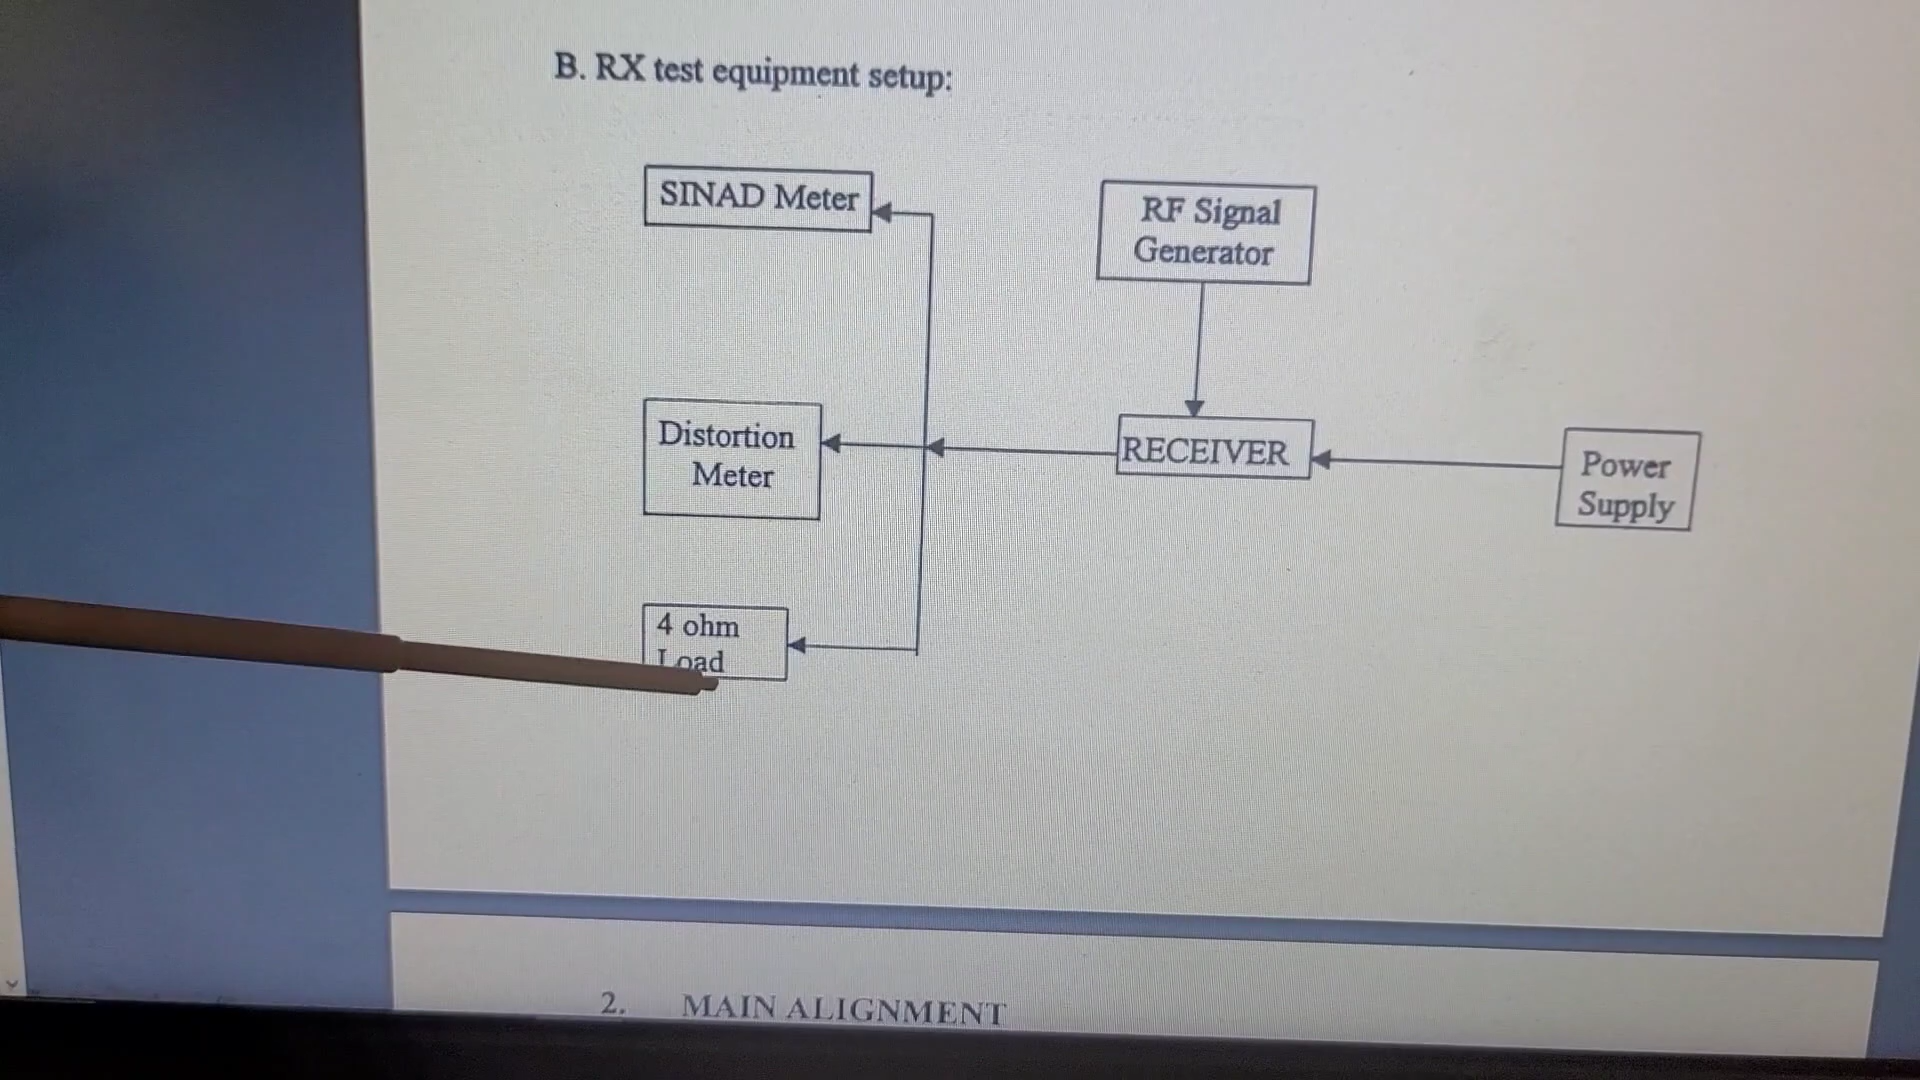 B. RX test equipment setup:
SINAD Meter
RF Signal
Generator
Distortion
Meter
RECEIVER
Power
Supply
4 ohm
Load
2. MAIN ALIGNMENT